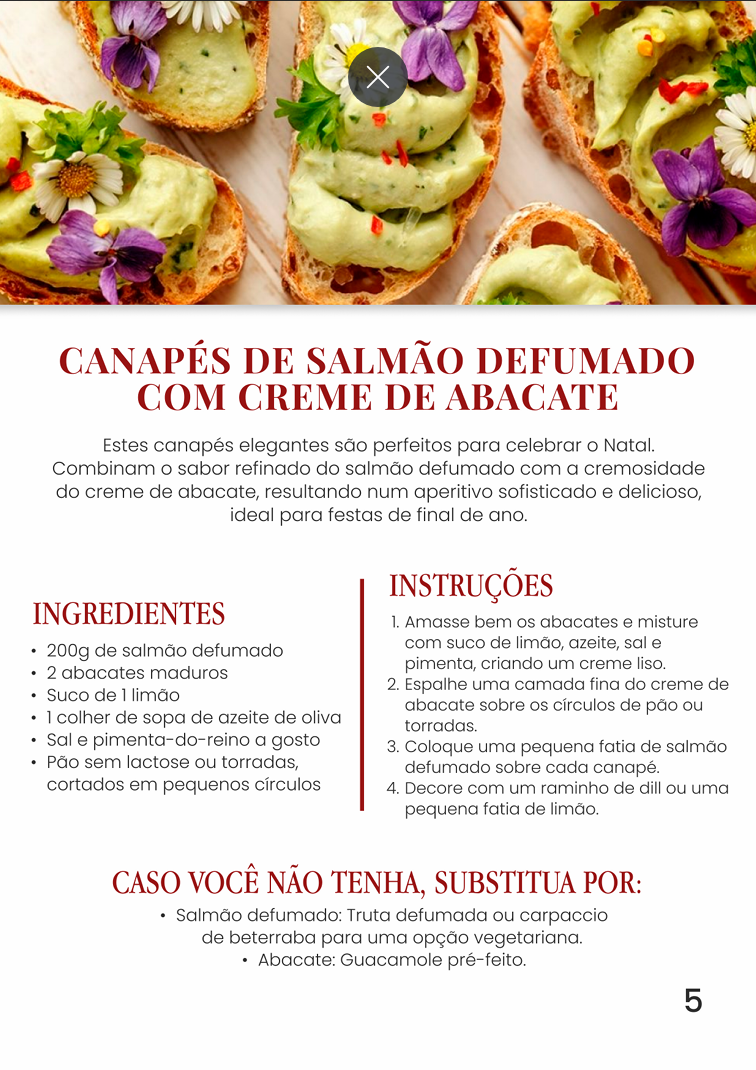 CANAPÉS DE SALMÃO DEFUMADO
COM CREME DE ABACATE
Estes canapés elegantes são perfeitos para celebrar o Natal.
Combinam o sabor refinado do salmão defumado com a cremosidade
do creme de abacate, resultando num aperitivo sofisticado e delicioso,
ideal para festas de final de ano.
INGREDIENTES
• 200g de salmão defumado
• 2 abacates maduros
• Suco de 1 limão
• 1 colher de sopa de azeite de oliva
• Sal e pimenta-do-reino a gosto
• Pão sem lactose ou torradas,
cortados em pequenos círculos
INSTRUÇÕES
1. Amasse bem os abacates e misture
com suco de limão, azeite, sal e
pimenta, criando um creme liso.
2. Espalhe uma camada fina do creme de
abacate sobre os círculos de pão ou
torradas.
3. Coloque uma pequena fatia de salmão
defumado sobre cada canapé.
4. Decore com um raminho de dill ou uma
pequena fatia de limão.
CASO VOCÊ NÃO TENHA, SUBSTITUA POR:
• Salmão defumado: Truta defumada ou carpaccio
de beterraba para uma opção vegetariana.
• Abacate: Guacamole pré-feito.
5